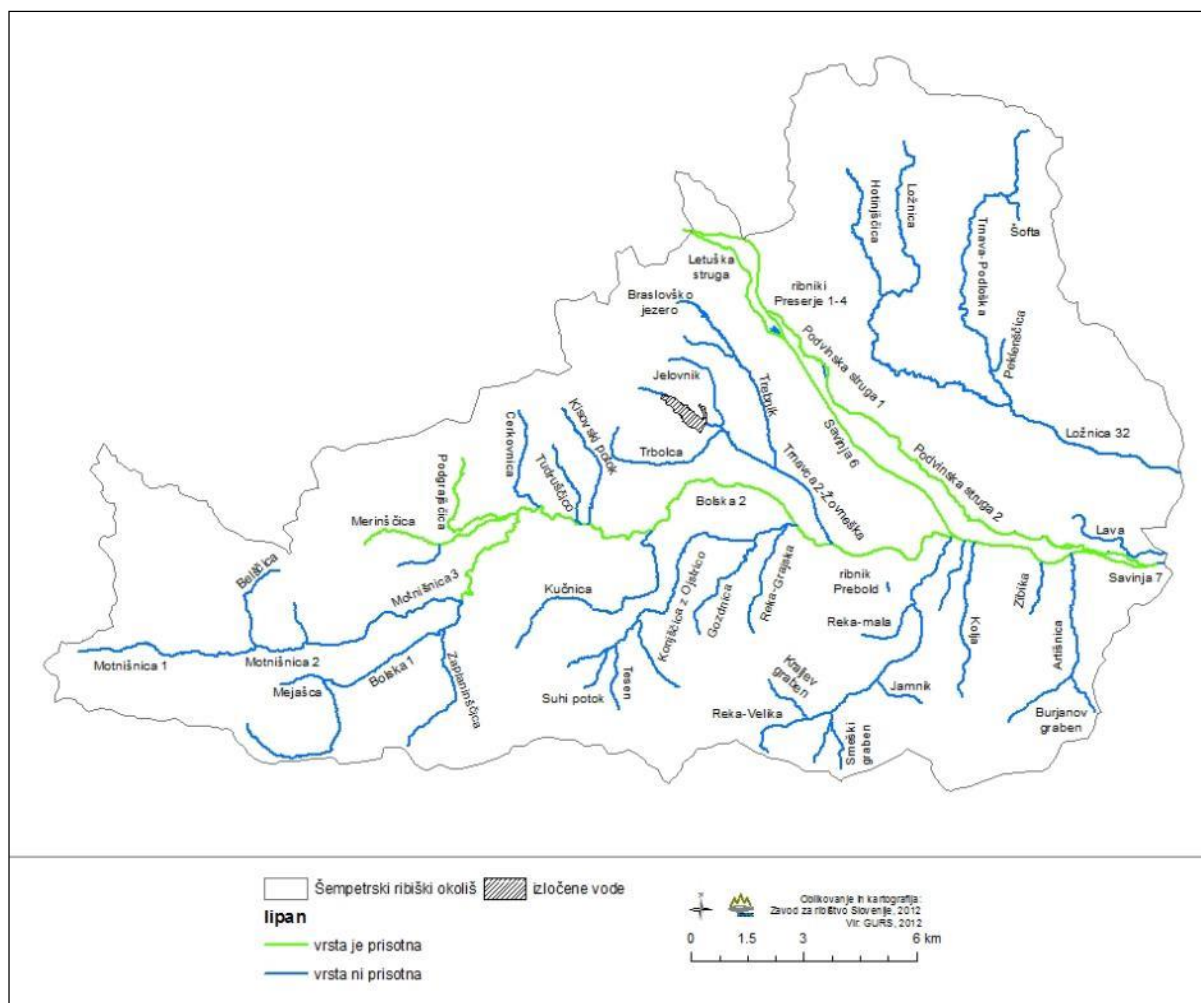 Hotinjščica
Ložnica
Trnava-Podloška
Šofta
Letuška
struga
ribniki
Preserje 1-4
Braslovško
jezero
Podvinska struga 1
Peklenščica
Jelovnik
Trebnik
Savinja 6
Ložnica 32
Kisovski potok
Cerkovnica
Tudruščico
Trbolca
Trnavca 2-Žovneška
Podvinska struga 2
Podgrajščica
Merinščica
Bolska 2
Lava
Savinja 7
Belščica
Motnišnica 3
Kučnica
Konjščica z Ojstrico
Gozdnica
Reka-Grajska
ribnik
Prebold
Reka-mala
Kolja
Zibika
Artišnica
Motnišnica 1
Motnišnica 2
Mejašca
Bolska 1
Zaplaninščica
Suhi potok
Tesen
Kraljev
graben
Jamnik
Reka-Velika
Smeški
graben
Burjanov
graben
Šempetrski ribiški okoliš
izločene vode
lipan
vrsta je prisotna
vrsta ni prisotna
Oblikovanje in kartografija:
Zavod za ribištvo Slovenije, 2012
Vir: GURS, 2012
0 1.5 3 6 km